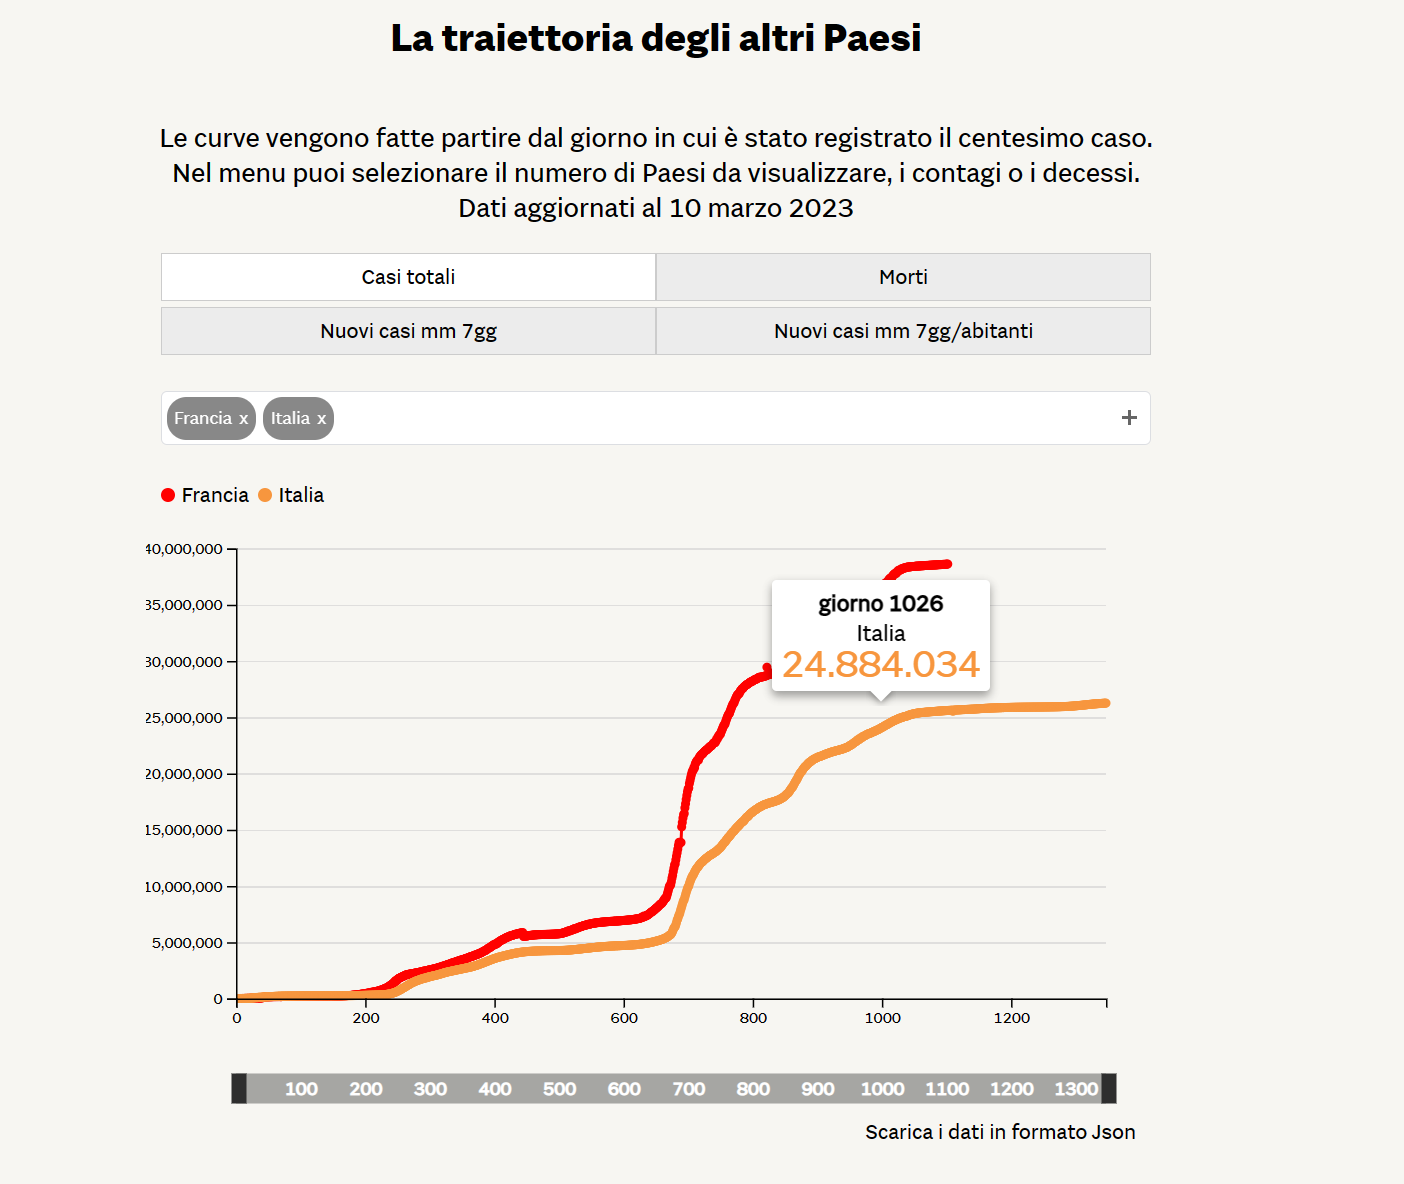 La traiettoria degli altri Paesi
Le curve vengono fatte partire dal giorno in cui è stato registrato il centesimo caso.
Nel menu puoi selezionare il numero di Paesi da visualizzare, i contagi o i decessi.
Dati aggiornati al 10 marzo 2023
Casi totali
Morti
Nuovi casi mm 7gg
Nuovi casi mm 7gg/abitanti
Francia x
Italia x
+
Francia
Italia
40,000,000
35,000,000
30,000,000
25,000,000
20,000,000
15,000,000
10,000,000
5,000,000
0
giorno 1026
Italia
24.884.034
0 200 400 600 800 1000 1200
100 200 300 400 500 600 700 800 900 1000 1100 1200 1300
Scarica i dati in formato Json